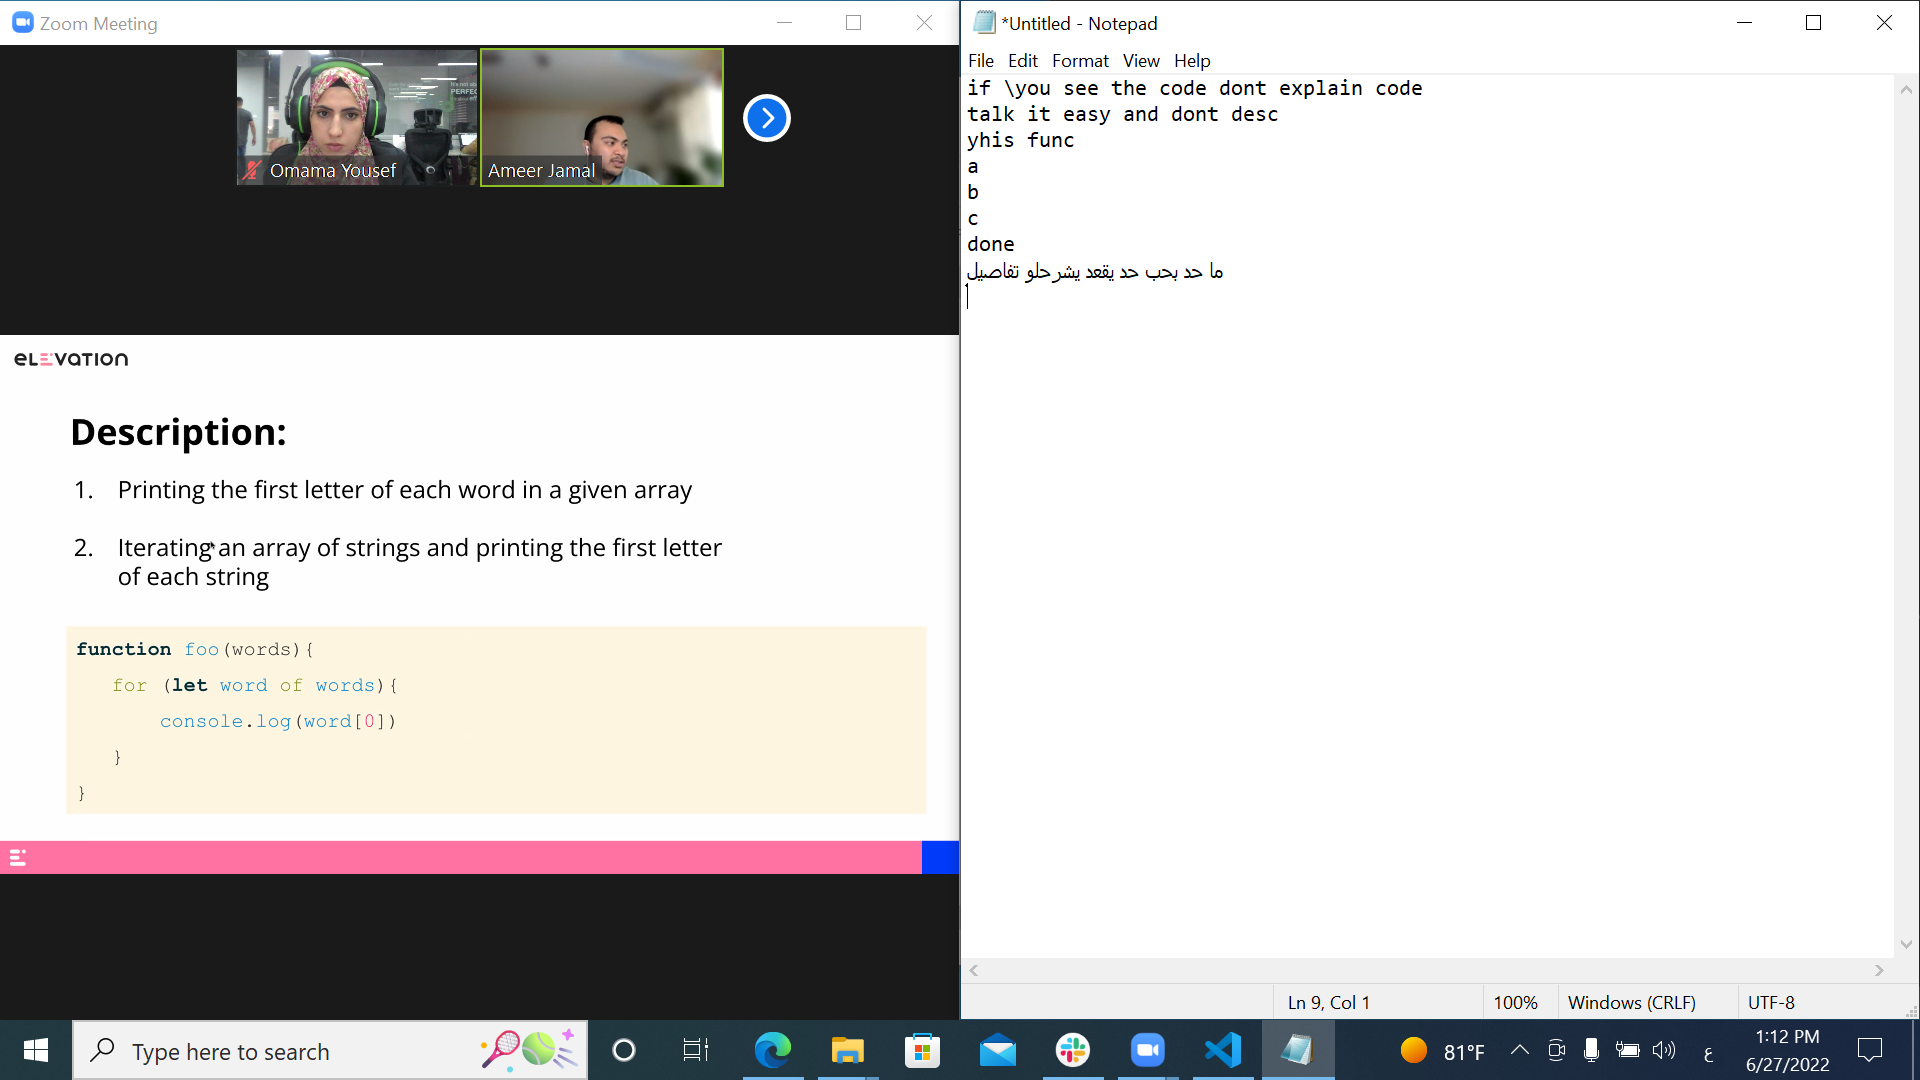 Zoom Meeting
Omama Yousef
Ameer Jamal
eLEVATION
Description:
1. Printing the first letter of each word in a given array
2. Iterating an array of strings and printing the first letter
of each string
function foo(words){
for (let word of words){
console.log(word[0])
}
}
*Untitled - Notepad
File Edit Format View Help
if \you see the code dont explain code
talk it easy and dont desc
yhis func
a
b
c
done
ما حد بحب حد يقعد يشرحلو تفاصيل
Ln 9, Col 1
100%
Windows (CRLF)
UTF-8
Type here to search
81°F
ع
1:12 PM
6/27/2022